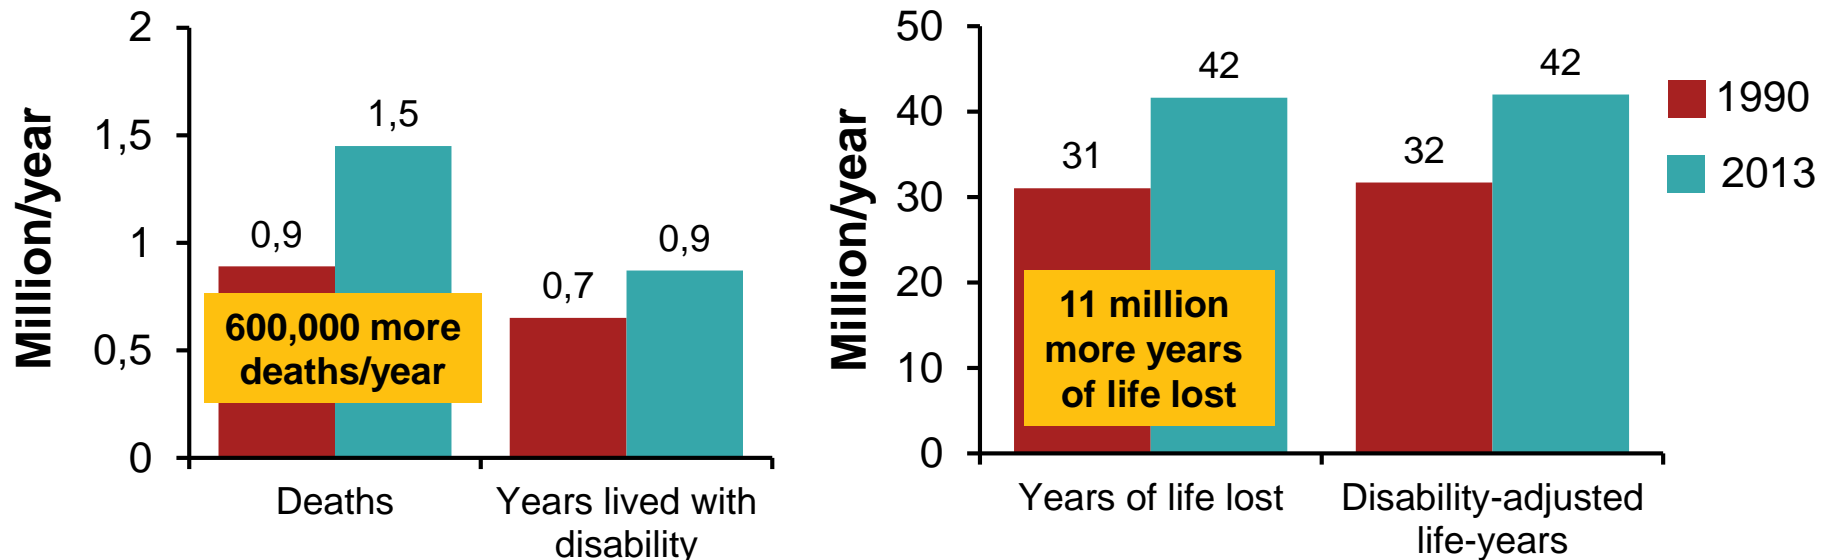 Million/year
2
1,5
1
0,5
0
0,9
1,5
0,7
0,9
600,000 more
deaths/year
Deaths
Years lived with
disability
Million/year
50
40
30
20
10
0
31
42
32
42
11 million
more years
of life lost
Years of life lost
Disability-adjusted
life-years
1990
2013